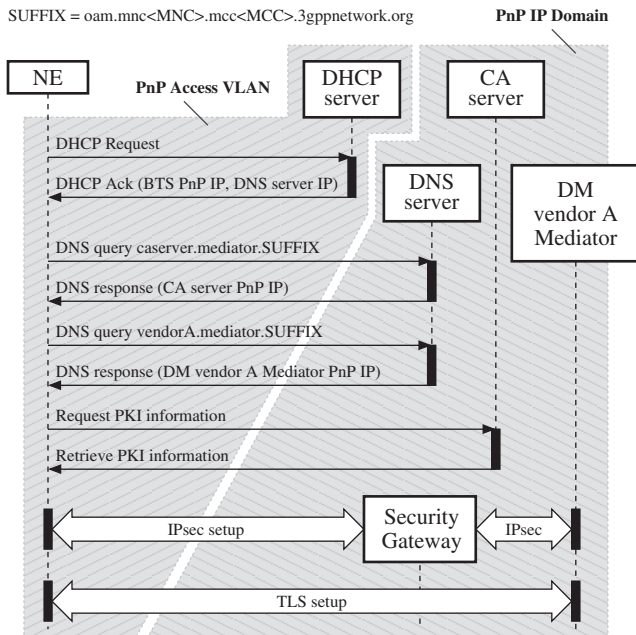 SUFFIX = oam.mnc<MNC>.mcc<MCC>.3gppnetwork.org
PnP IP Domain
NE
PnP Access VLAN
DHCP
server
CA
server
DHCP Request
DHCP Ack (BTS PnP IP, DNS server IP)
DNS
server
DM
vendor A
Mediator
DNS query caserver.mediator.SUFFIX
DNS response (CA server PnP IP)
DNS query vendorA.mediator.SUFFIX
DNS response (DM vendor A Mediator PnP IP)
Request PKI information
Retrieve PKI information
IPsec setup
Security
Gateway
IPsec
TLS setup